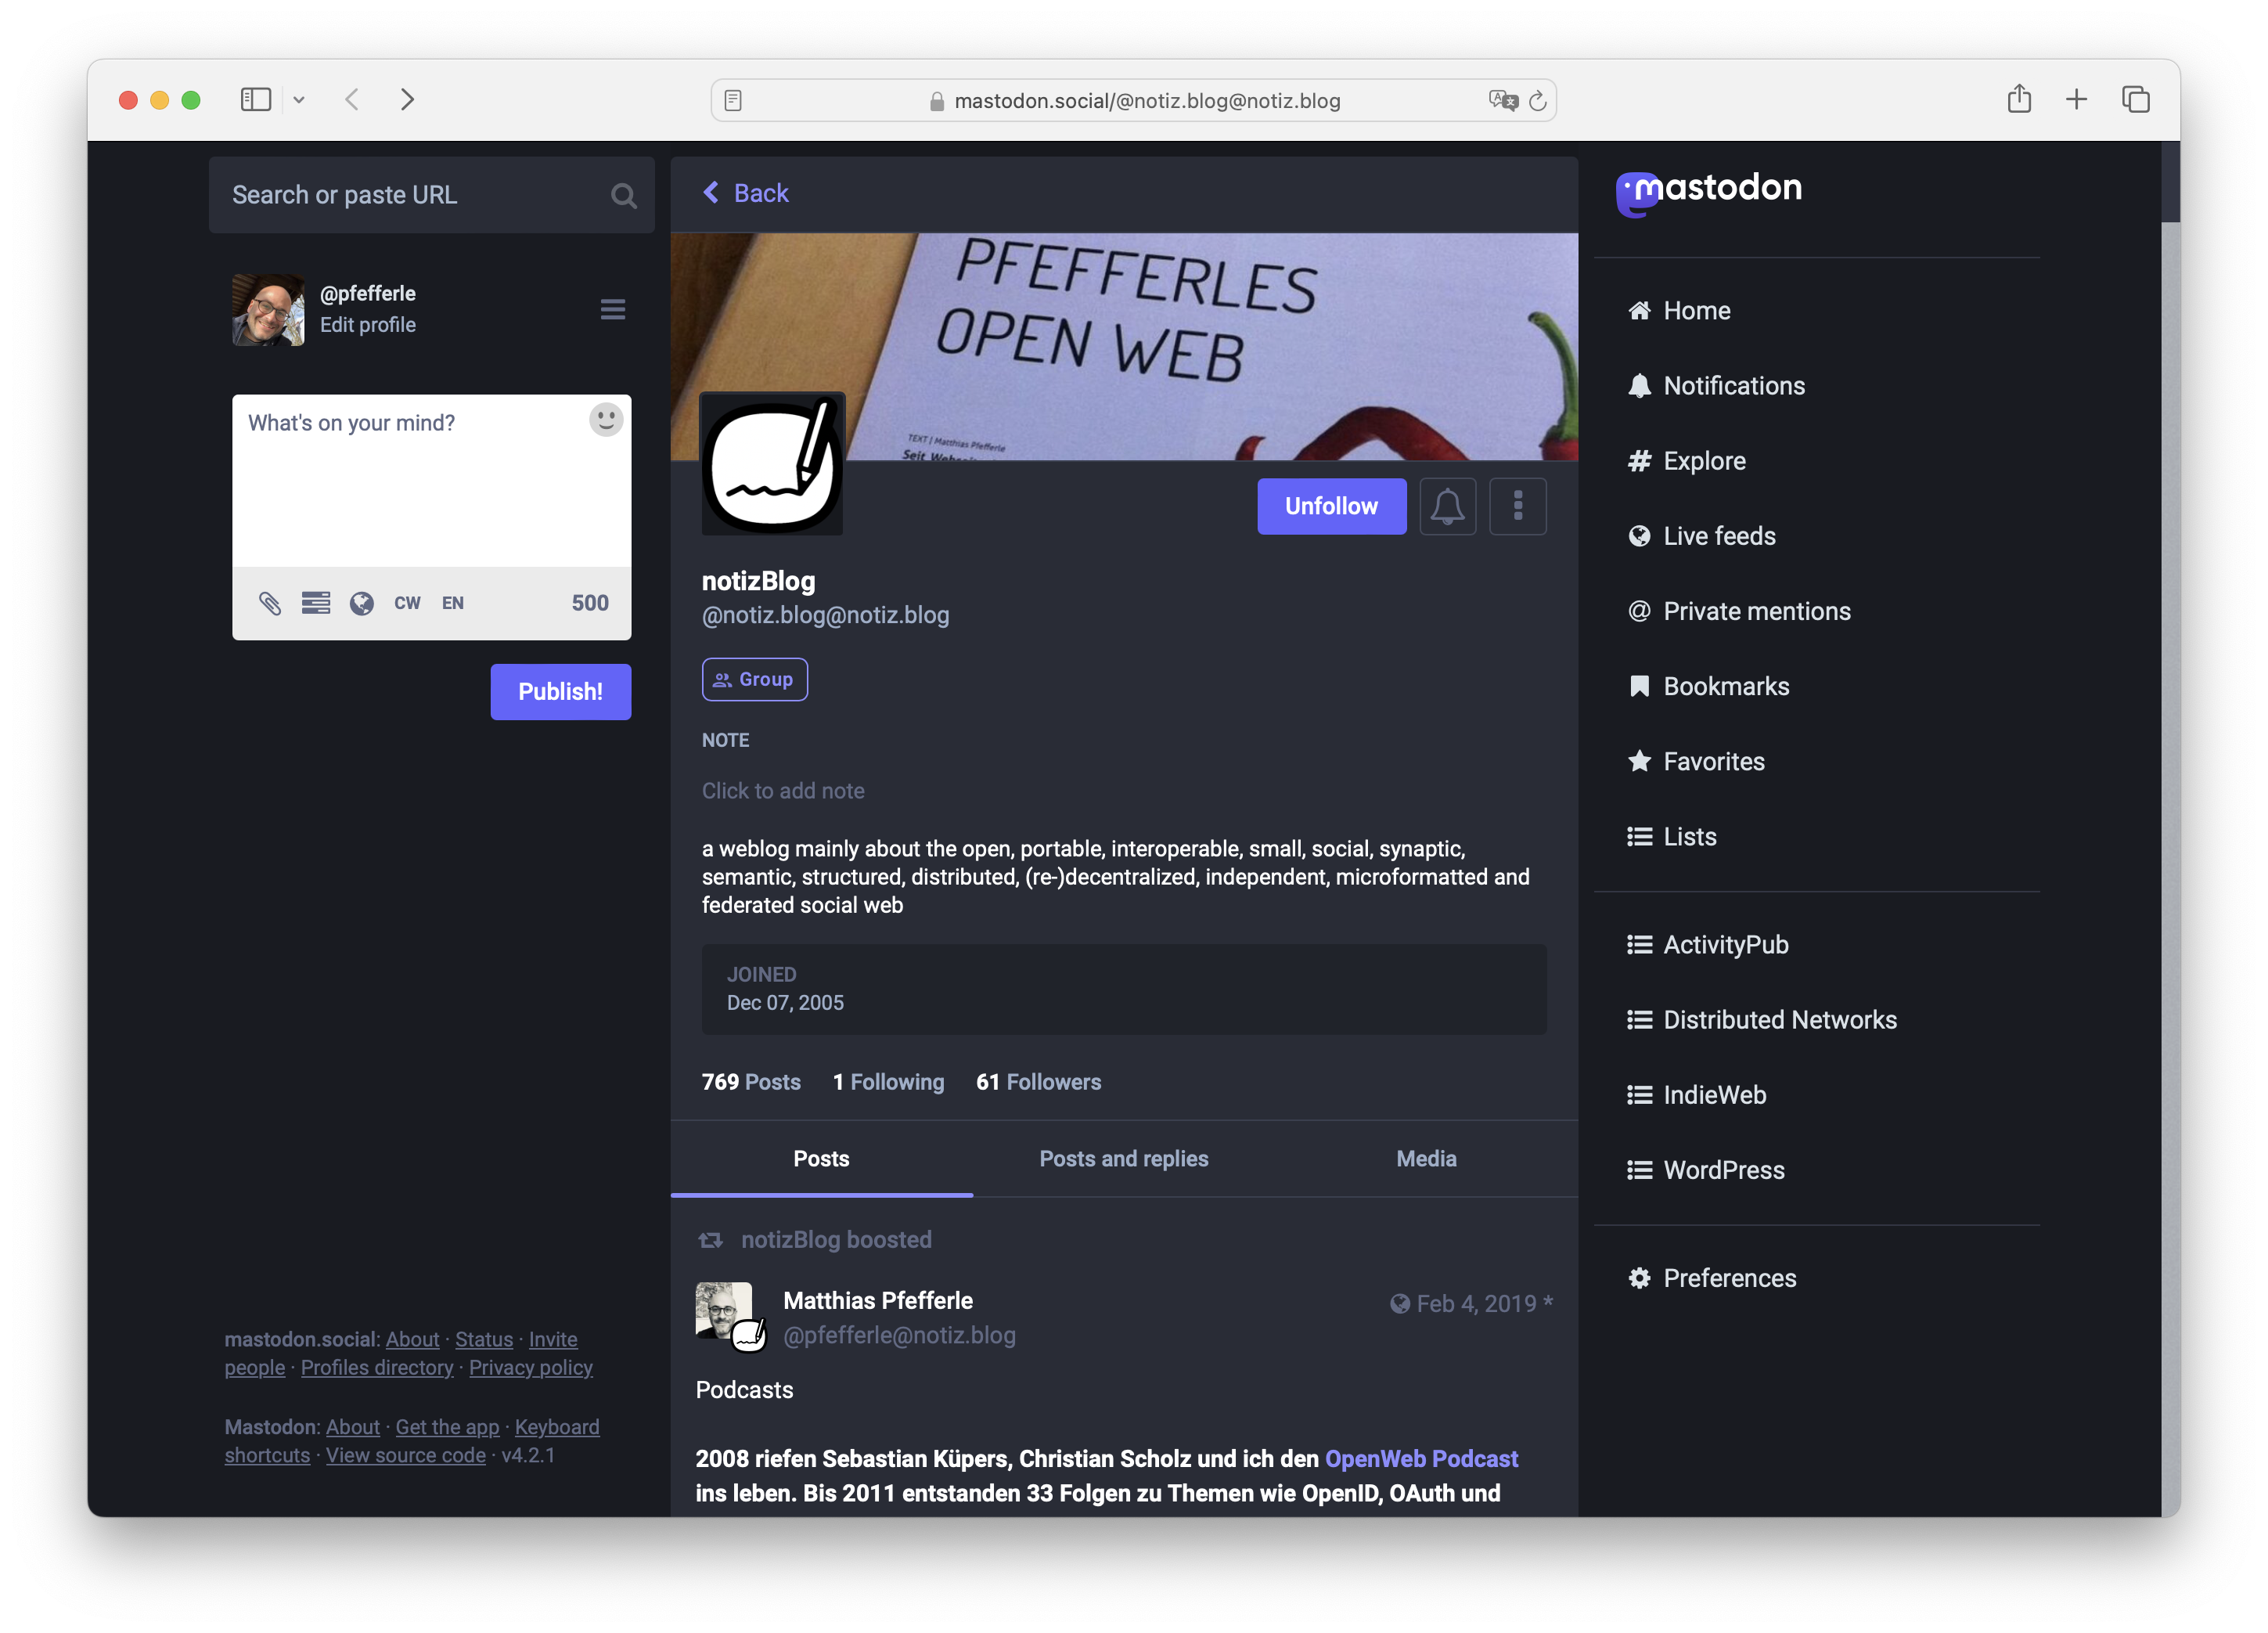 mastodon.social/@notiz.blog@notiz.blog
Search or paste URL
@pfefferle
Edit profile
What's on your mind?
CW
EN
500
Publish!
mastodon.social: About · Status · Invite
people · Profiles directory · Privacy policy
Mastodon: About · Get the app · Keyboard
shortcuts · View source code · v4.2.1
Back
PFEFFERLES
OPEN WEB
TEXT | Matthias Pfefferle
Seit
Unfollow
notizBlog
@notiz.blog@notiz.blog
Group
NOTE
Click to add note
a weblog mainly about the open, portable, interoperable, small, social, synaptic,
semantic, structured, distributed, (re-)decentralized, independent, microformatted and
federated social web
JOINED
Dec 07, 2005
769 Posts
1 Following
61 Followers
Posts
Posts and replies
Media
notizBlog boosted
Matthias Pfefferle
@pfefferle@notiz.blog
Feb 4, 2019 *
Podcasts
2008 riefen Sebastian Küpers, Christian Scholz und ich den OpenWeb Podcast
ins leben. Bis 2011 entstanden 33 Folgen zu Themen wie OpenID, OAuth und
mastodon
Home
Notifications
Explore
Live feeds
Private mentions
Bookmarks
Favorites
Lists
ActivityPub
Distributed Networks
IndieWeb
WordPress
Preferences